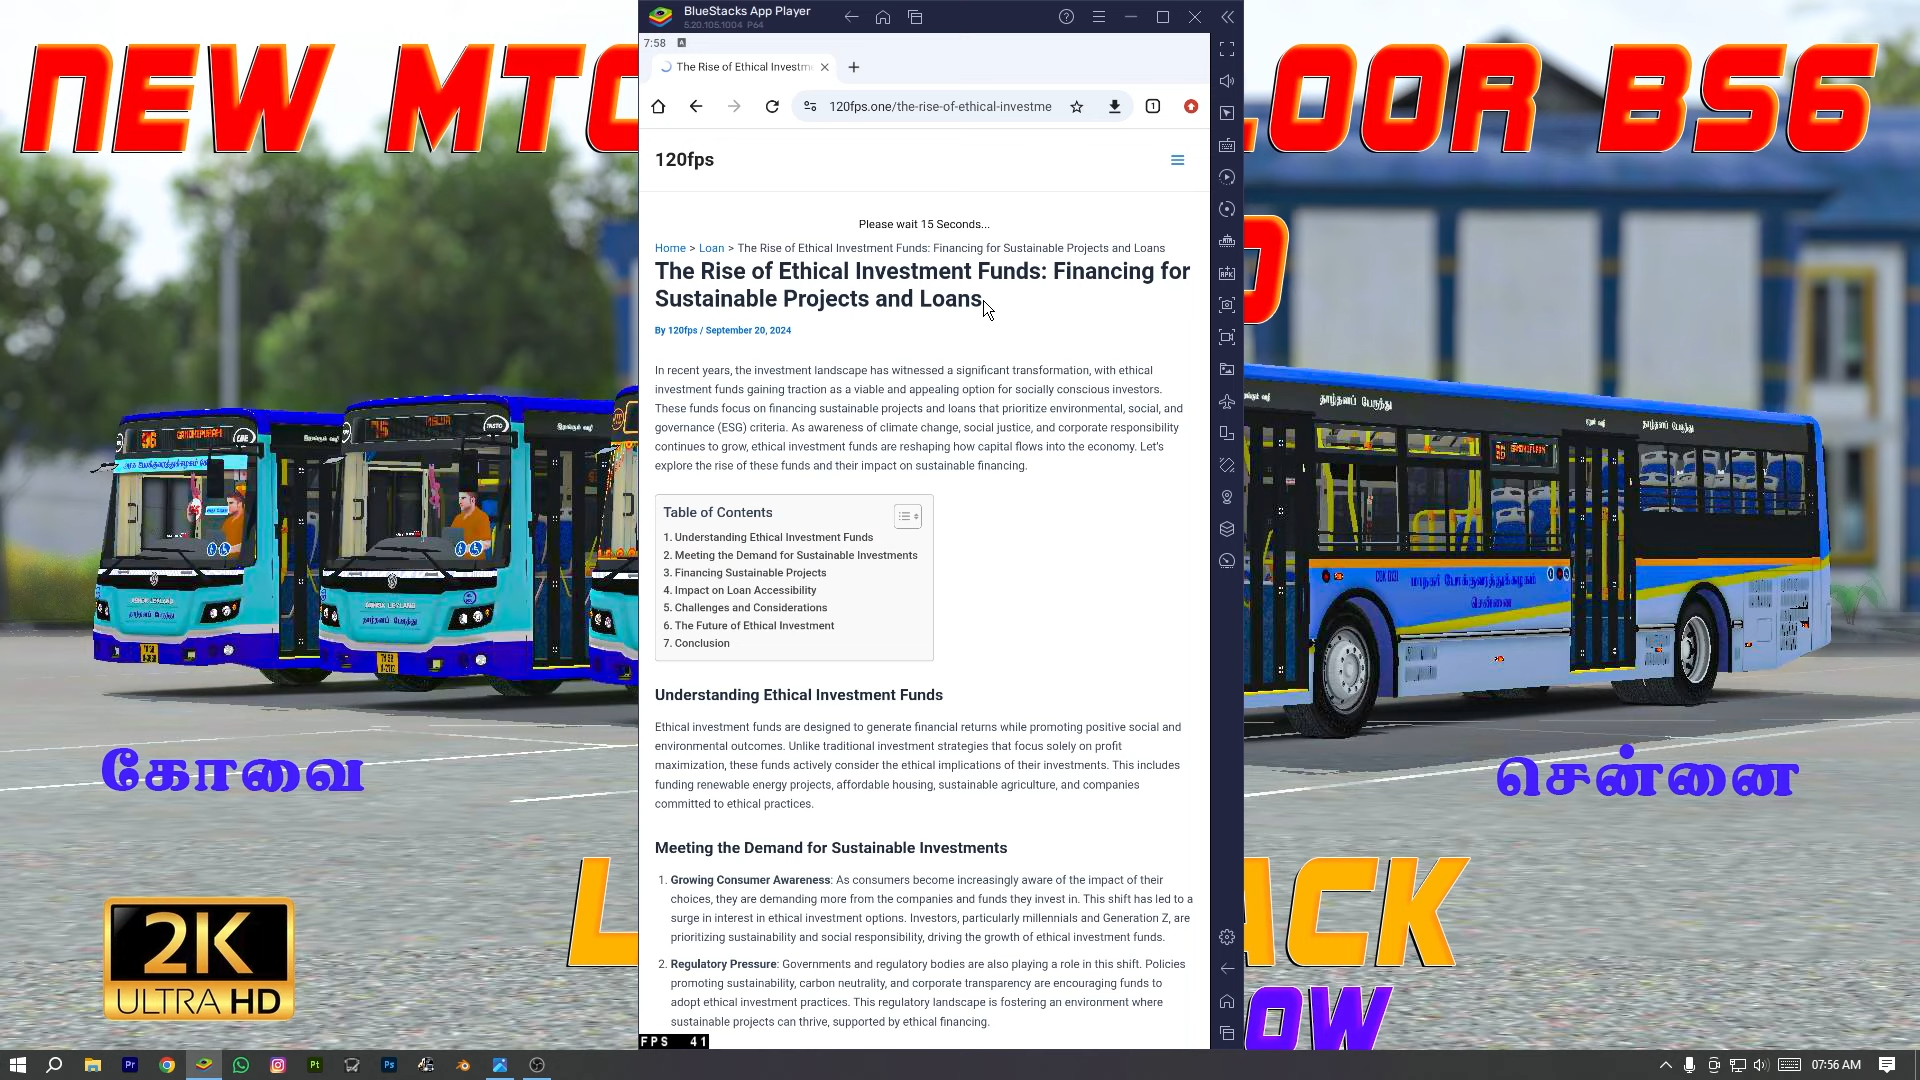 BlueStacks App Player
5.20.105.1004 P64
7:58
The Rise of Ethical Investm
120fps.one/the-rise-of-ethical-investme
120fps
Please wait 15 Seconds...
Home > Loan > The Rise of Ethical Investment Funds: Financing for Sustainable Projects and Loans
The Rise of Ethical Investment Funds: Financing for
Sustainable Projects and Loans
By 120fps / September 20, 2024
In recent years, the investment landscape has witnessed a significant transformation, with ethical
investment funds gaining traction as a viable and appealing option for socially conscious investors.
These funds focus on financing sustainable projects and loans that prioritize environmental, social, and
governance (ESG) criteria. As awareness of climate change, social justice, and corporate responsibility
continues to grow, ethical investment funds are reshaping how capital flows into the economy. Let's
explore the rise of these funds and their impact on sustainable financing.
Table of Contents
1. Understanding Ethical Investment Funds
2. Meeting the Demand for Sustainable Investments
3. Financing Sustainable Projects
4. Impact on Loan Accessibility
5. Challenges and Considerations
6. The Future of Ethical Investment
7. Conclusion
Understanding Ethical Investment Funds
Ethical investment funds are designed to generate financial returns while promoting positive social and
environmental outcomes. Unlike traditional investment strategies that focus solely on profit
maximization, these funds actively consider the ethical implications of their investments. This includes
funding renewable energy projects, affordable housing, sustainable agriculture, and companies
committed to ethical practices.
Meeting the Demand for Sustainable Investments
1. Growing Consumer Awareness: As consumers become increasingly aware of the impact of their
choices, they are demanding more from the companies and funds they invest in. This shift has led to a
surge in interest in ethical investment options. Investors, particularly millennials and Generation Z, are
prioritizing sustainability and social responsibility, driving the growth of ethical investment funds.
2. Regulatory Pressure: Governments and regulatory bodies are also playing a role in this shift. Policies
promoting sustainability, carbon neutrality, and corporate transparency are encouraging funds to
adopt ethical investment practices. This regulatory landscape is fostering an environment where
sustainable projects can thrive, supported by ethical financing.
FPS 41
NEW MTC
OOR BS6
கோவை
சென்னை
தாழ்தளப் பேருந்து
தாழ்தளப் பேருந்து
மாநகர் போக்குவரத்துக்கழகம்
சென்னை
ASHOK LEYLAND
தாழ்தளப் பேருந்து
தாழ்தளப் பேருந்து
L
ACK
OW
2K
ULTRA HD
07:56 AM